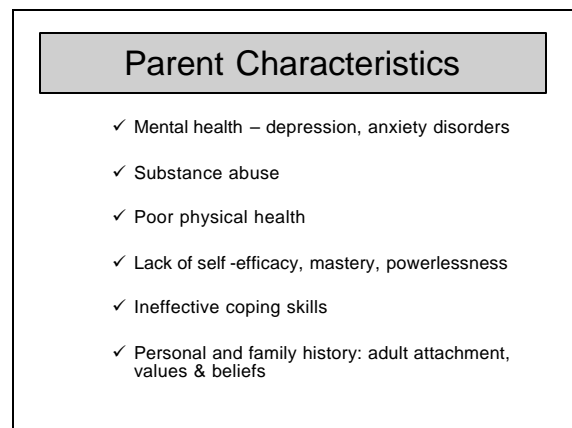 Parent Characteristics
✓ Mental health – depression, anxiety disorders
✓ Substance abuse
✓ Poor physical health
✓ Lack of self -efficacy, mastery, powerlessness
✓ Ineffective coping skills
✓ Personal and family history: adult attachment,
values & beliefs